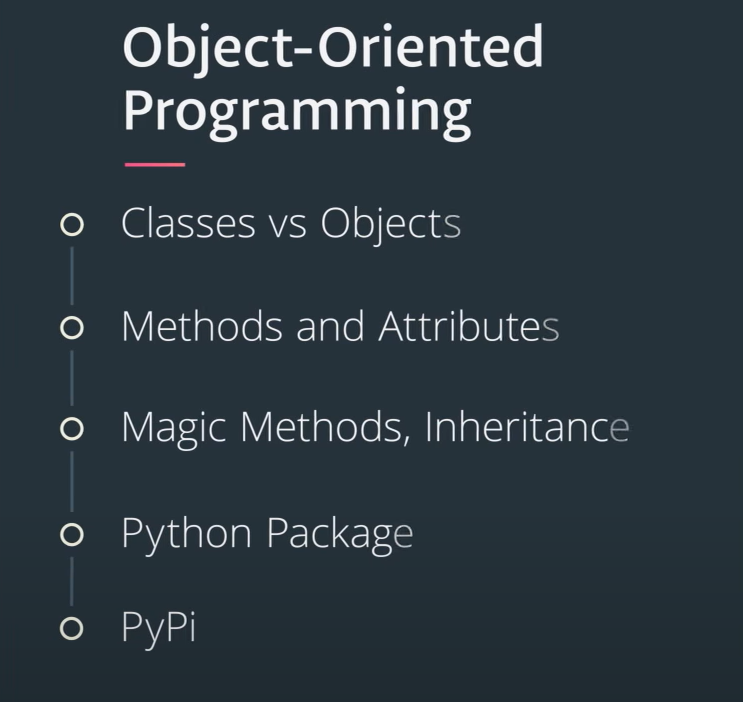 Object-Oriented
Programming
Classes vs Objects
Methods and Attributes
Magic Methods, Inheritance
Python Package
PyPi